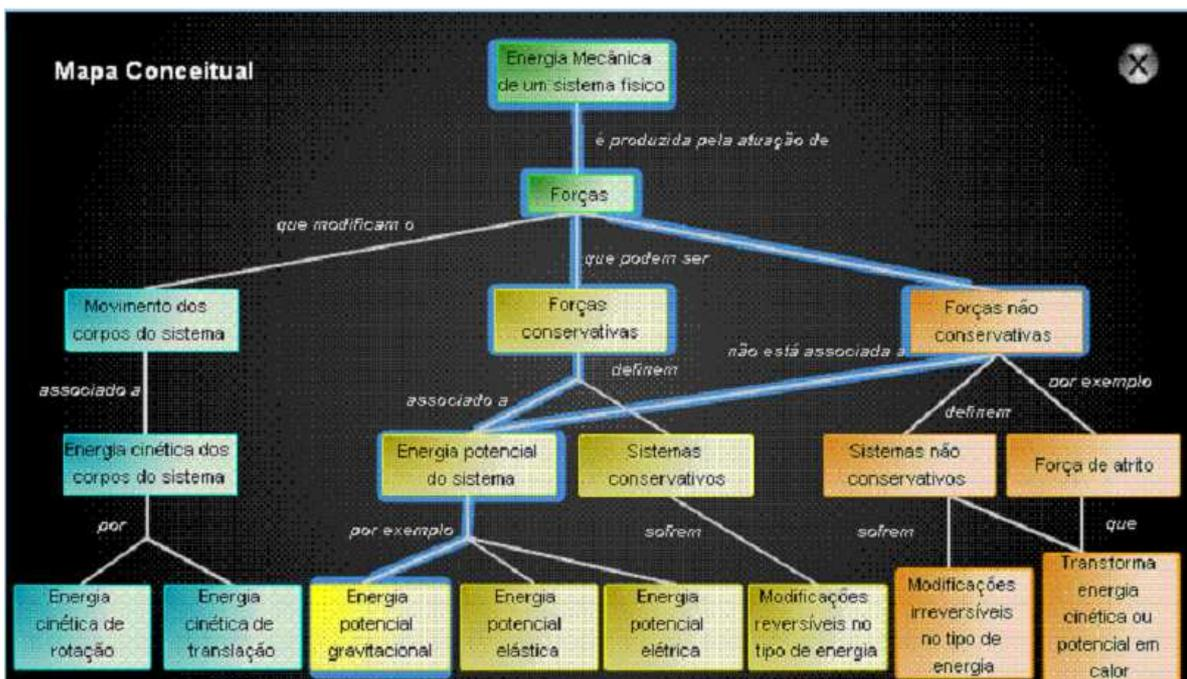 Mapa Conceitual
Energia Mecânica
de um sistema físico
X
é produzida pela atuação de
Forças
que modificam o
que podem ser
Movimento dos
corpos do sistema
Forças
conservativas
Forças não
conservativas
associado a
definem
não está associada a
por exemplo
associado a
definem
Energia cinética dos
corpos do sistema
Energia potencial
do sistema
Sistemas
conservativos
Sistemas não
conservativos
Força de atrito
por
por exemplo
sofrem
sofrem
que
Energia
cinética de
rotação
Energia
cinética de
translação
Energia
potencial
gravitacional
Energia
potencial
elástica
Energia
potencial
elétrica
Modificações
reversíveis no
tipo de energia
Modificações
irreversíveis
no tipo de
energia
Transforma
energia
cinética ou
potencial em
calor